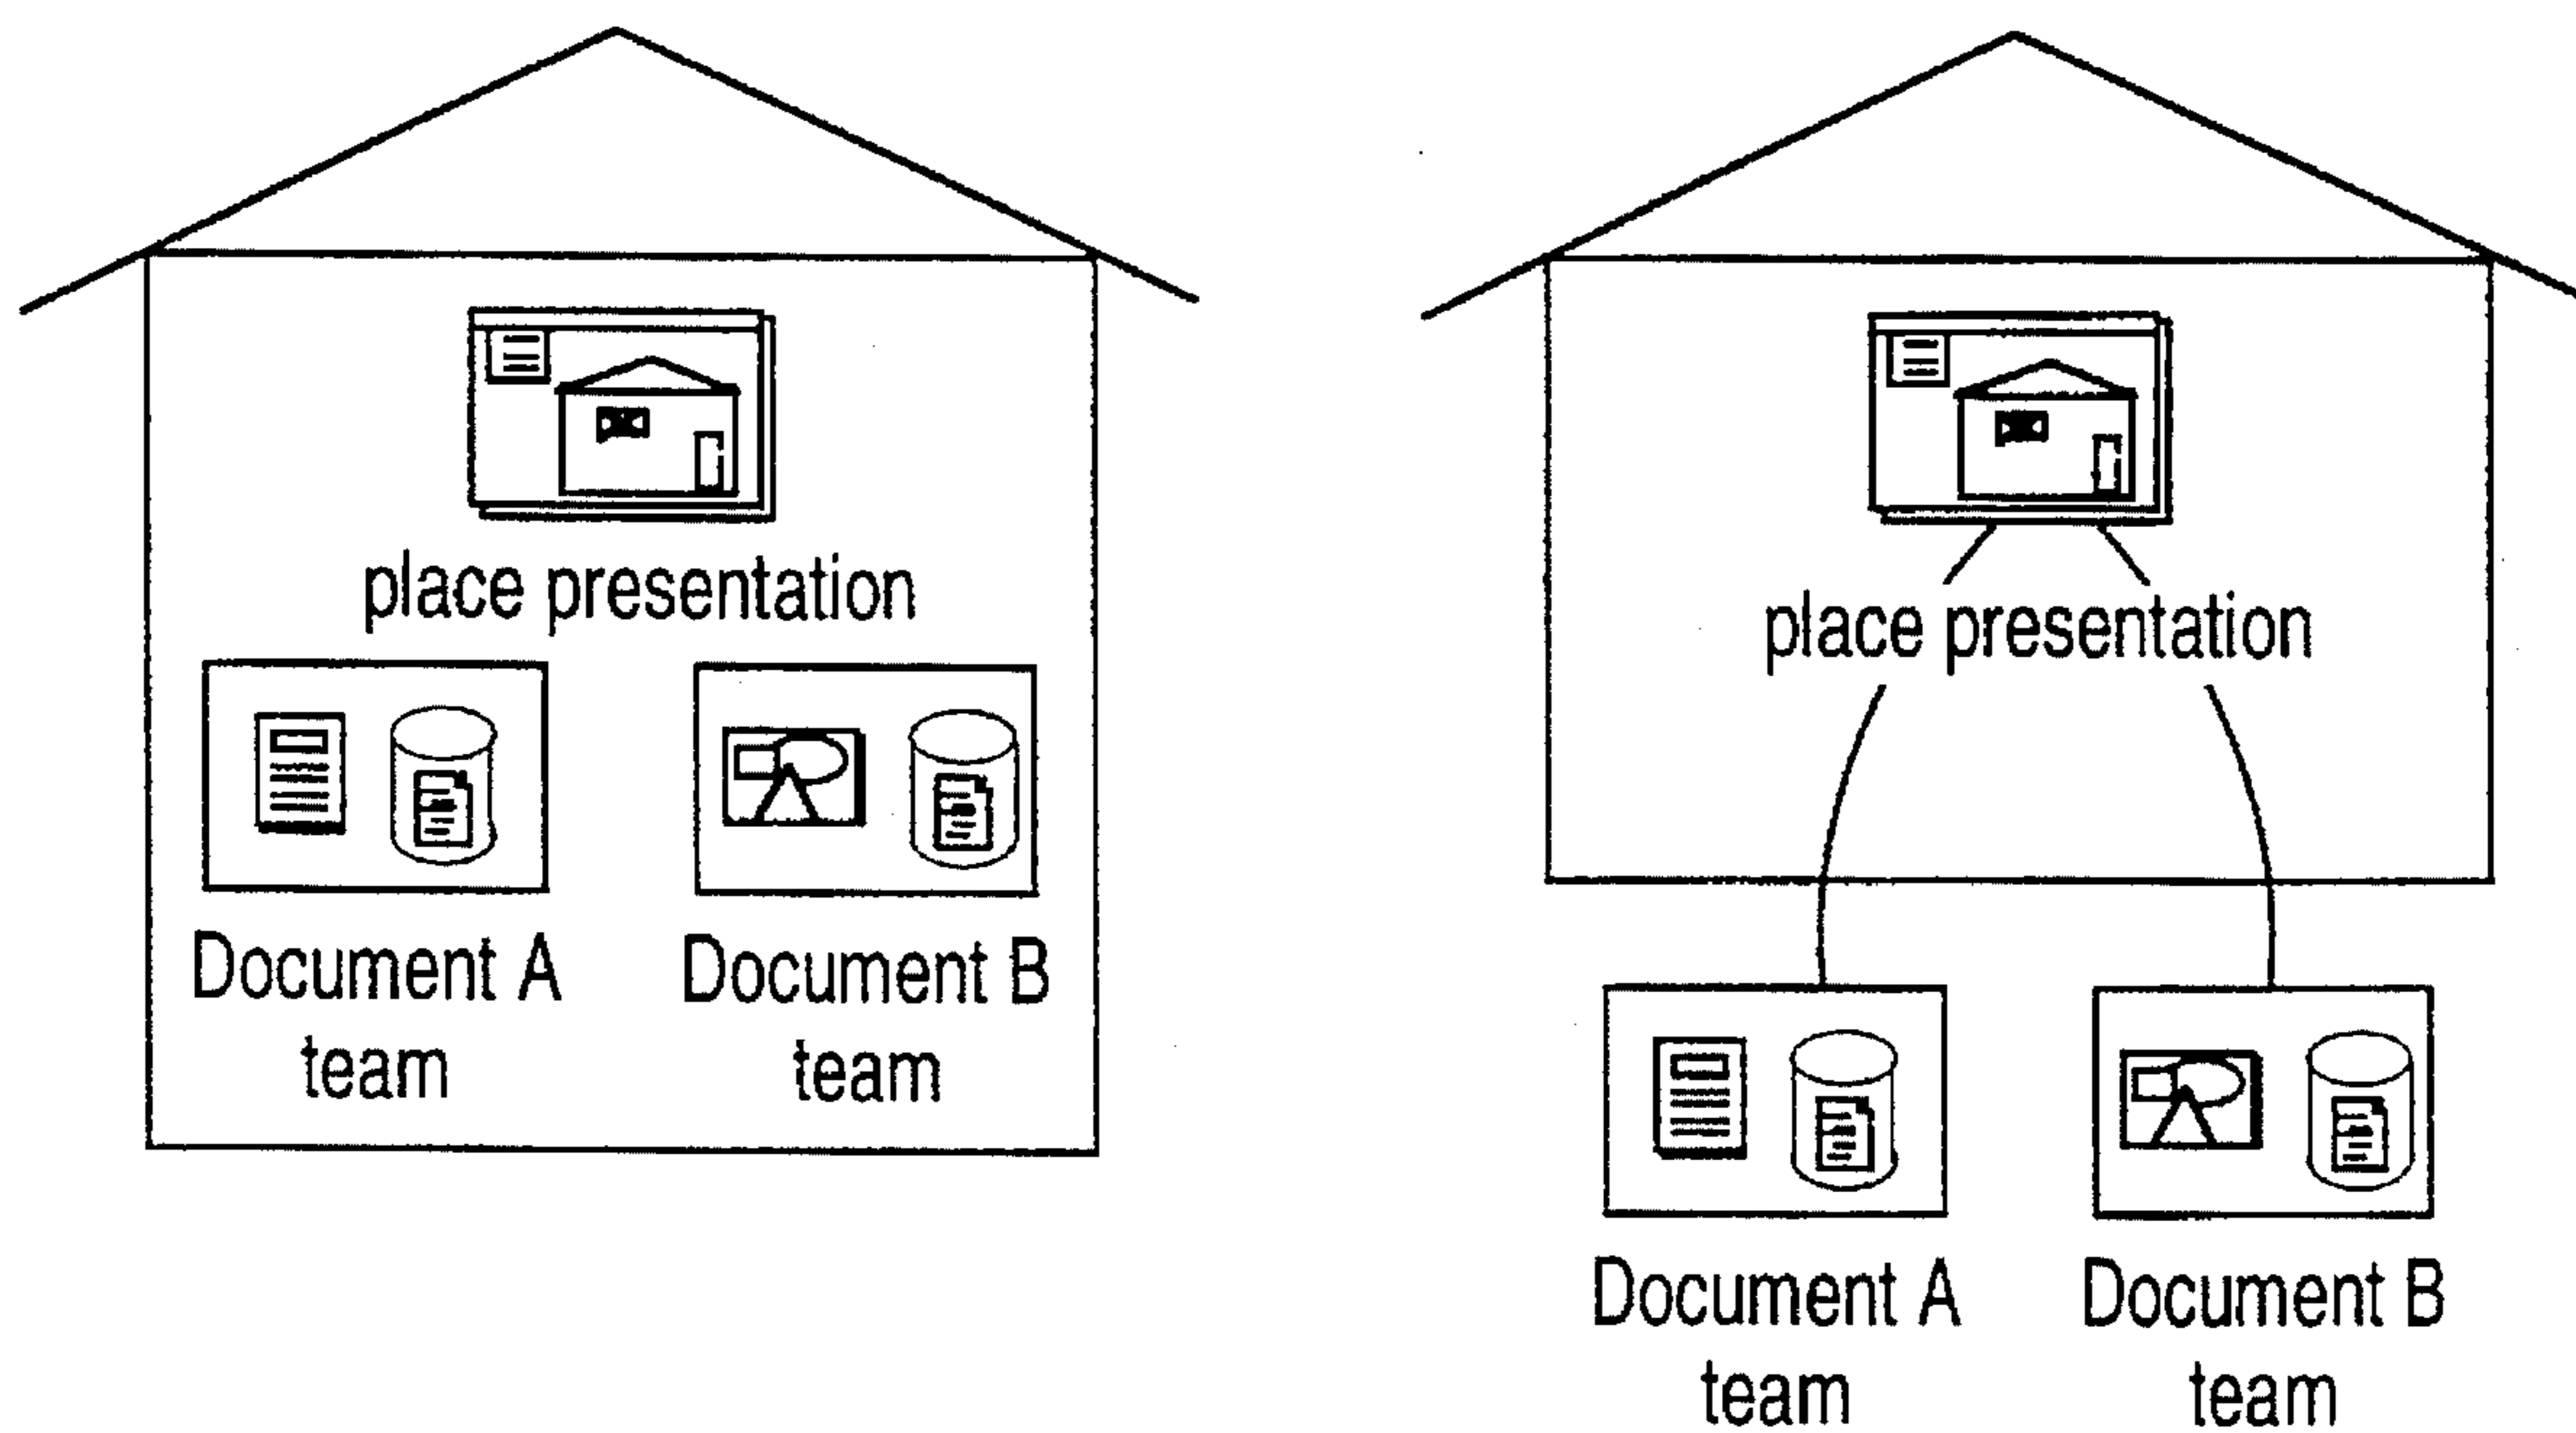 place presentation
Document A
team
Document B
team
place presentation
Document A
team
Document B
team